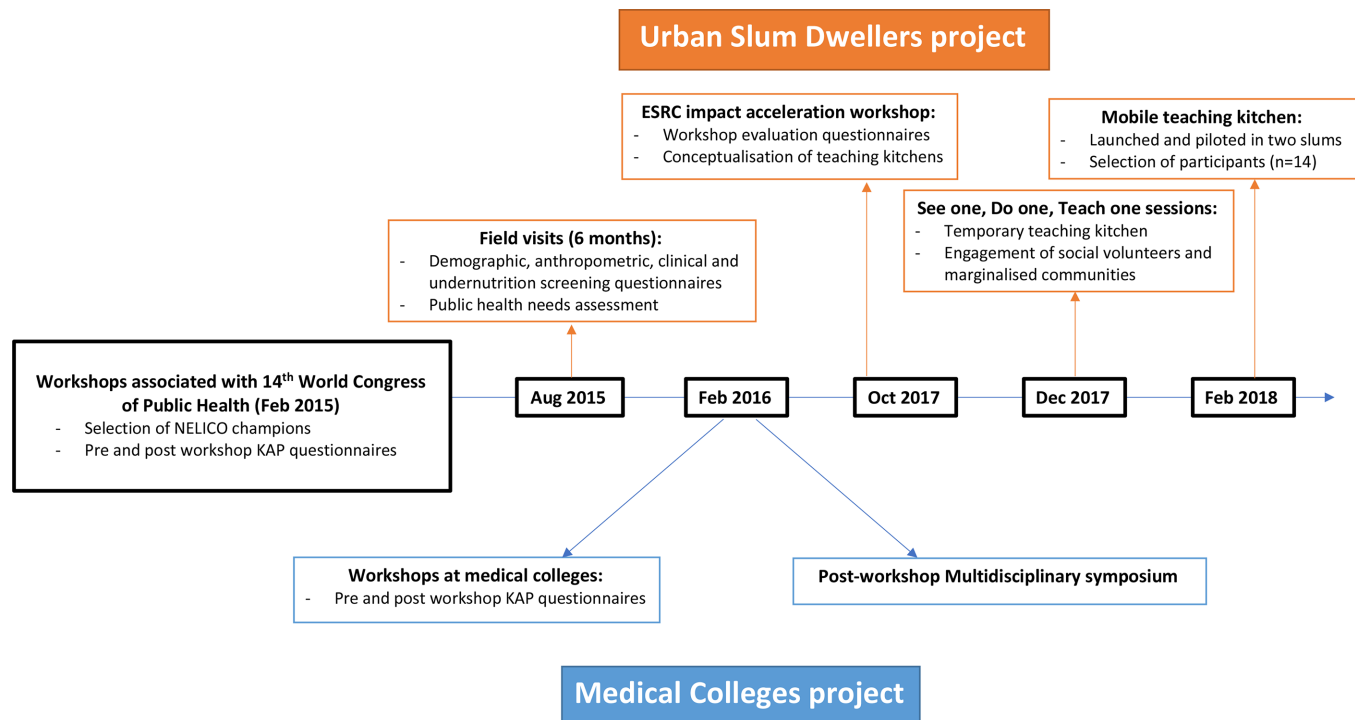 Urban Slum Dwellers project
ESRC impact acceleration workshop:
- Workshop evaluation questionnaires
- Conceptualisation of teaching kitchens
Mobile teaching kitchen:
- Launched and piloted in two slums
- Selection of participants (n=14)
See one, Do one, Teach one sessions:
- Temporary teaching kitchen
- Engagement of social volunteers and
marginalised communities
Field visits (6 months):
- Demographic, anthropometric, clinical and
undernutrition screening questionnaires
- Public health needs assessment
Workshops associated with 14th World Congress
of Public Health (Feb 2015)
- Selection of NELICO champions
- Pre and post workshop KAP questionnaires
Aug 2015
Feb 2016
Oct 2017
Dec 2017
Feb 2018
Workshops at medical colleges:
- Pre and post workshop KAP questionnaires
Post-workshop Multidisciplinary symposium
Medical Colleges project